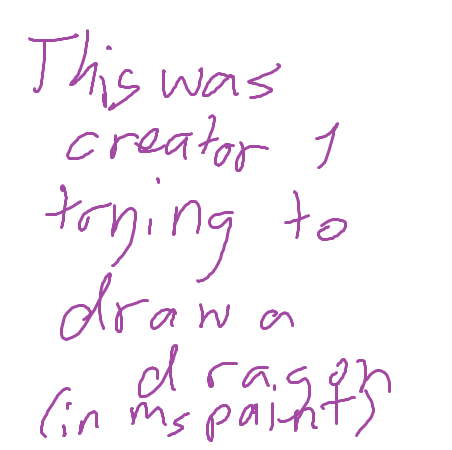 This was
creator 1
trying to
draw a
dragon
(in ms paint)